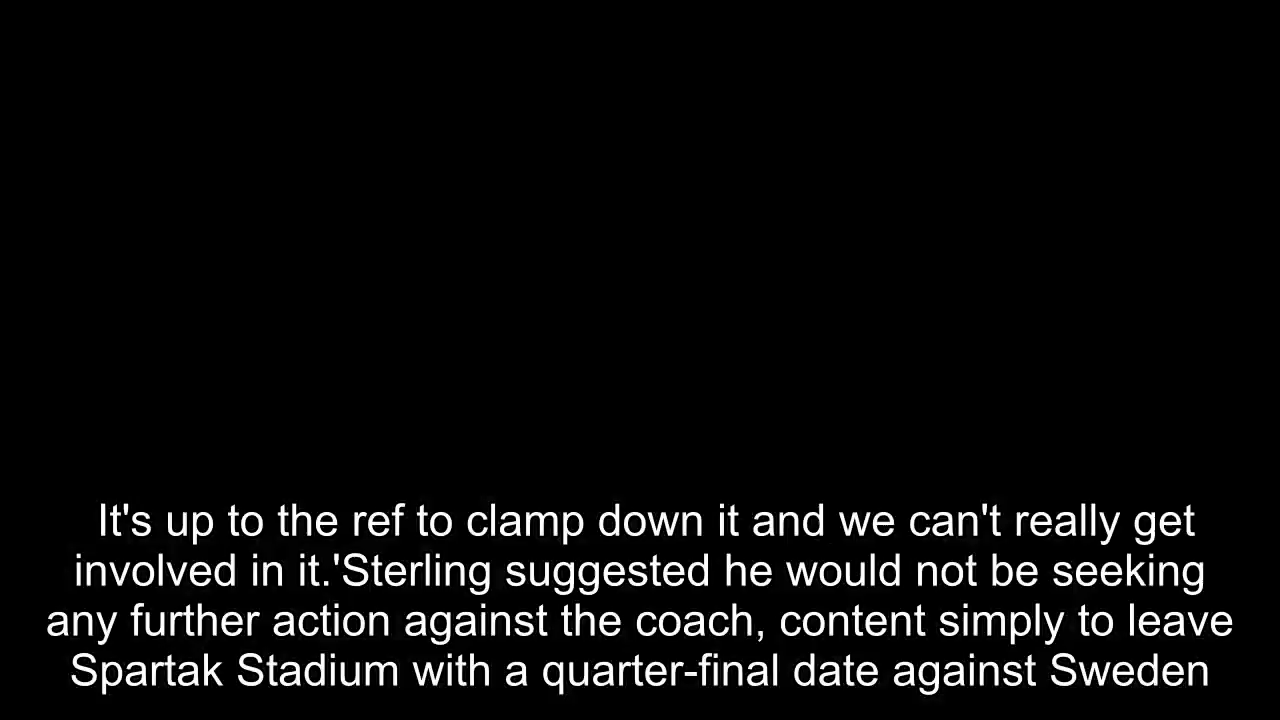 It's up to the ref to clamp down it and we can't really get
involved in it.'Sterling suggested he would not be seeking
any further action against the coach, content simply to leave
Spartak Stadium with a quarter-final date against Sweden